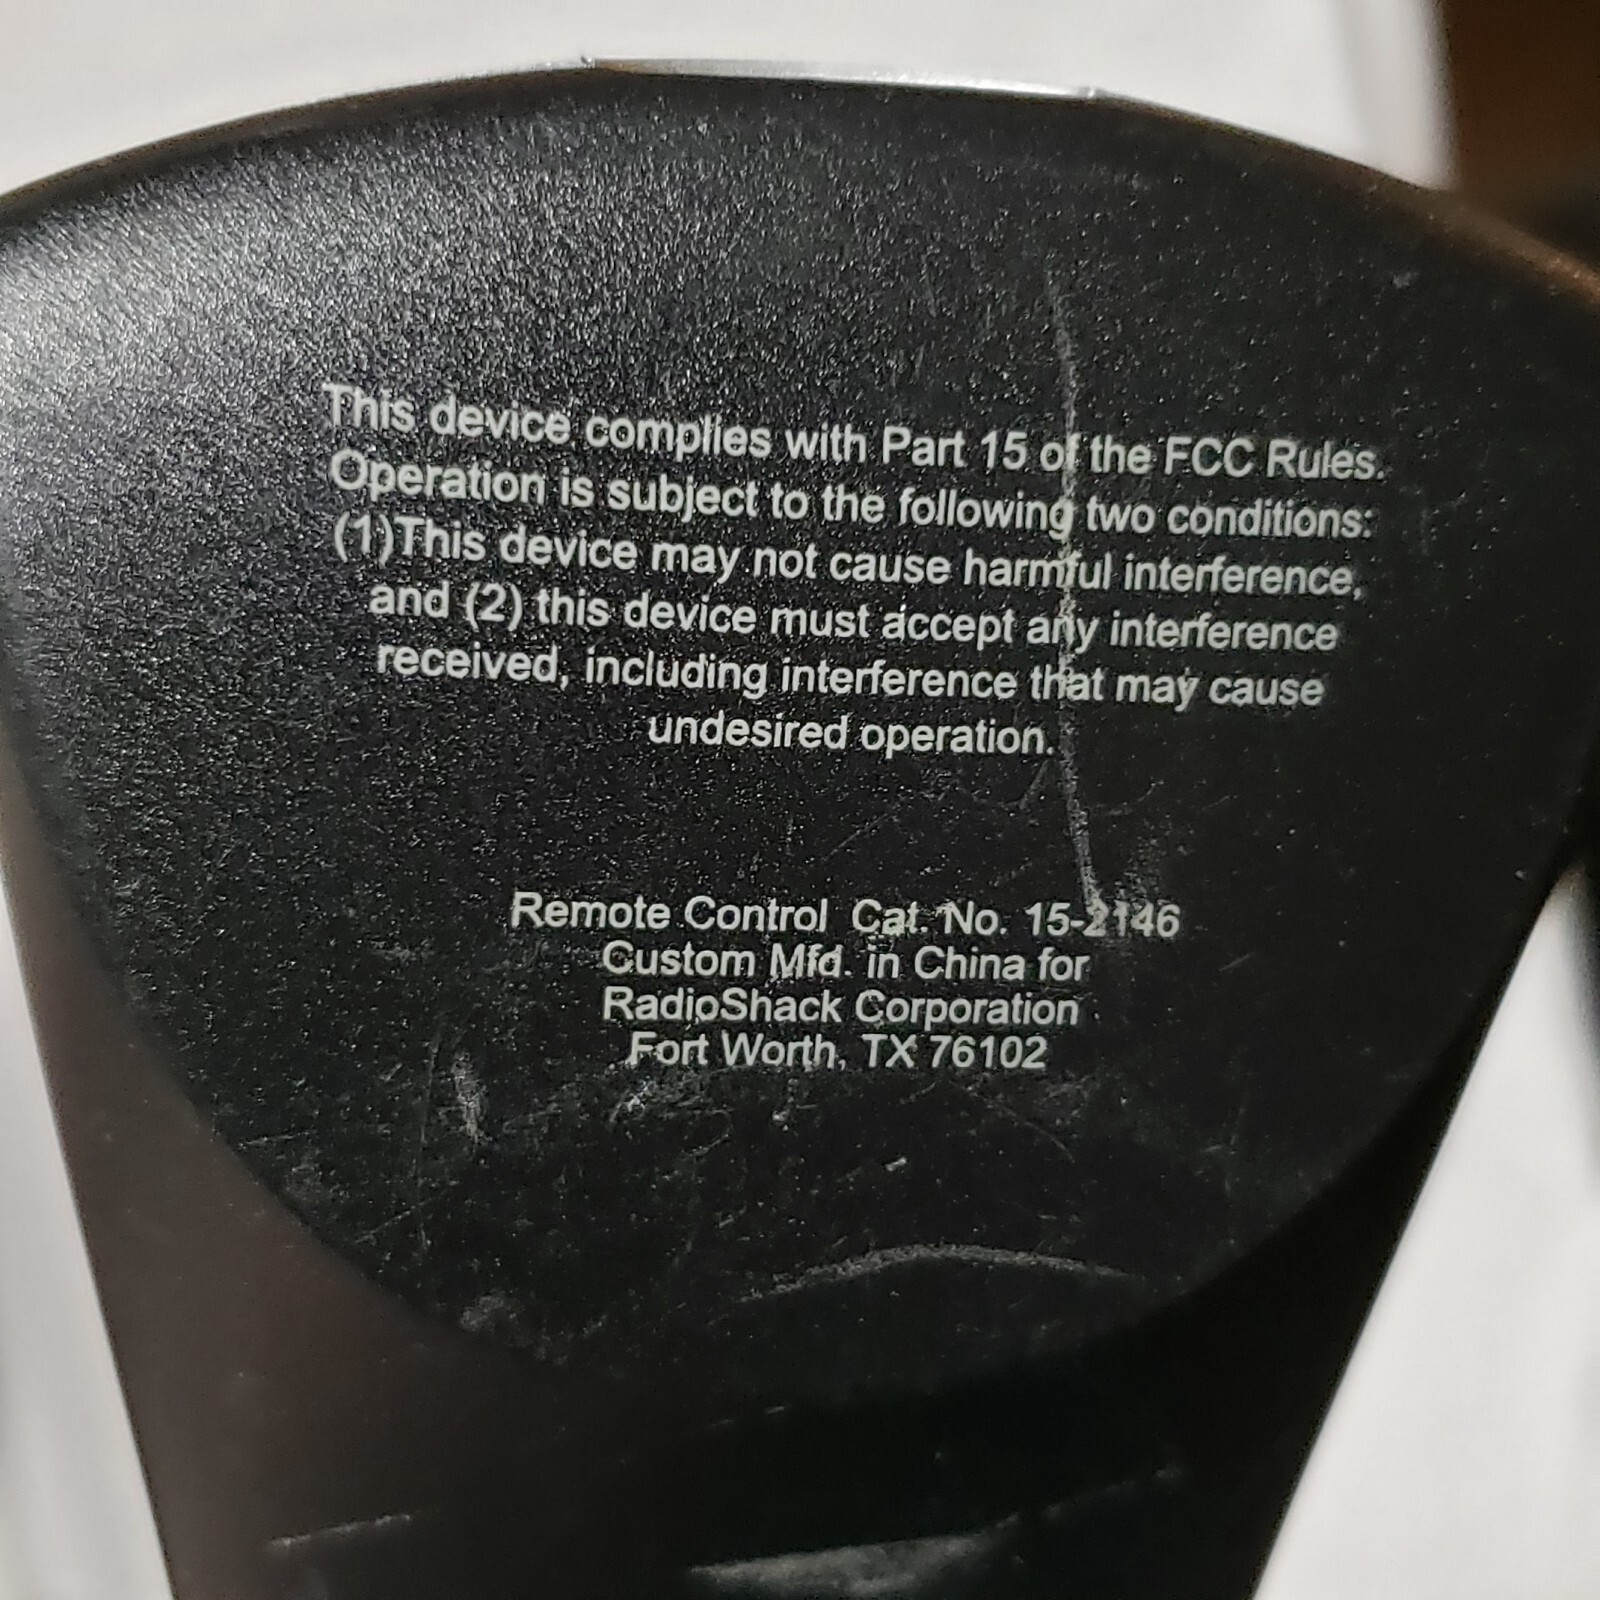 This device complies with Part 15 of the FCC Rules.
Operation is subject to the following two conditions:
(1)This device may not cause harmful interference,
and (2) this device must accept any interference
received, including interference that may cause
undesired operation.
Remote Control Cat. No. 15-2146
Custom Mfd. in China for
RadioShack Corporation
Fort Worth, TX 76102